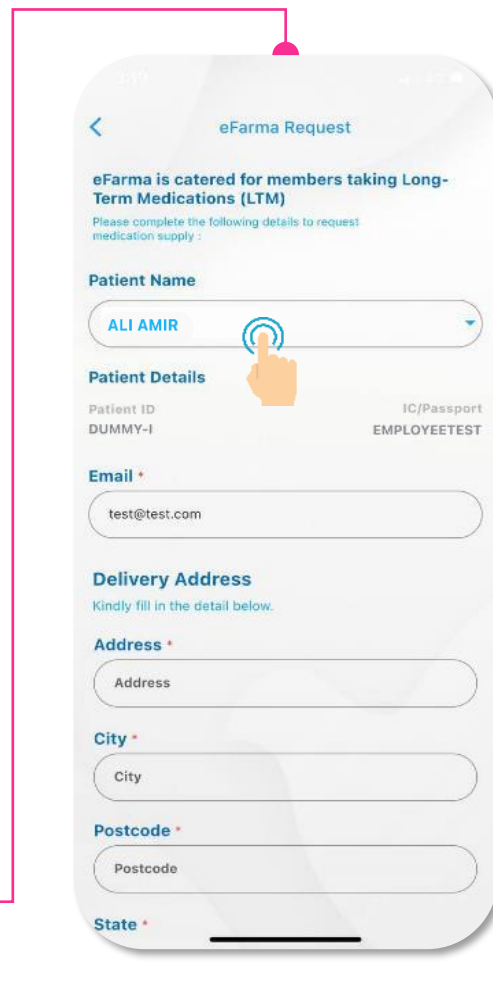 eFarma Request
eFarma is catered for members taking Long-
Term Medications (LTM)
Please complete the following details to request
medication supply :
Patient Name
ALI AMIR
Patient Details
Patient ID IC/Passport
DUMMY-I EMPLOYEETEST
Email *
test@test.com
Delivery Address
Kindly fill in the detail below.
Address *
Address
City *
City
Postcode *
Postcode
State *